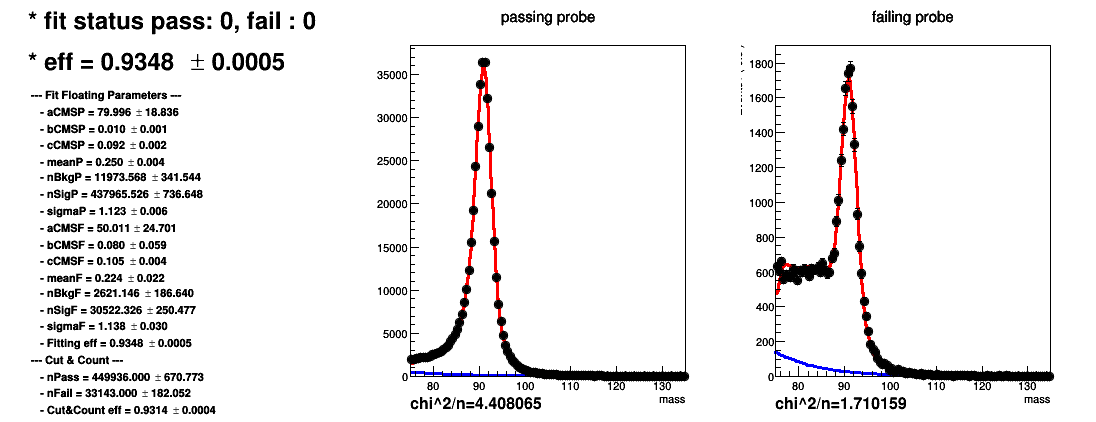 * fit status pass: 0, fail : 0
* eff = 0.9348 ± 0.0005
--- Fit Floating Parameters ---
- aCMSP = 79.996 ± 18.836
- bCMSP = 0.010 ± 0.001
- cCMSP = 0.092 ± 0.002
- meanP = 0.250 ± 0.004
- nBkgP = 11973.568 ± 341.544
- nSigP = 437965.526 ± 736.648
- sigmaP = 1.123 ± 0.006
- aCMSF = 50.011 ± 24.701
- bCMSF = 0.080 ± 0.059
- cCMSF = 0.105 ± 0.004
- meanF = 0.224 ± 0.022
- nBkgF = 2621.146 ± 186.640
- nSigF = 30522.326 ± 250.477
- sigmaF = 1.138 ± 0.030
- Fitting eff = 0.9348 ± 0.0005
--- Cut & Count ---
- nPass = 449936.000 ± 670.773
- nFail = 33143.000 ± 182.052
- Cut&Count eff = 0.9314 ± 0.0004
passing probe
35000
30000
25000
20000
15000
10000
5000
0
80 90 100 110 120 130
mass
chi^2/n=4.408065
failing probe
1800
1600
1400
1200
1000
800
600
400
200
0
80 90 100 110 120 130
mass
chi^2/n=1.710159